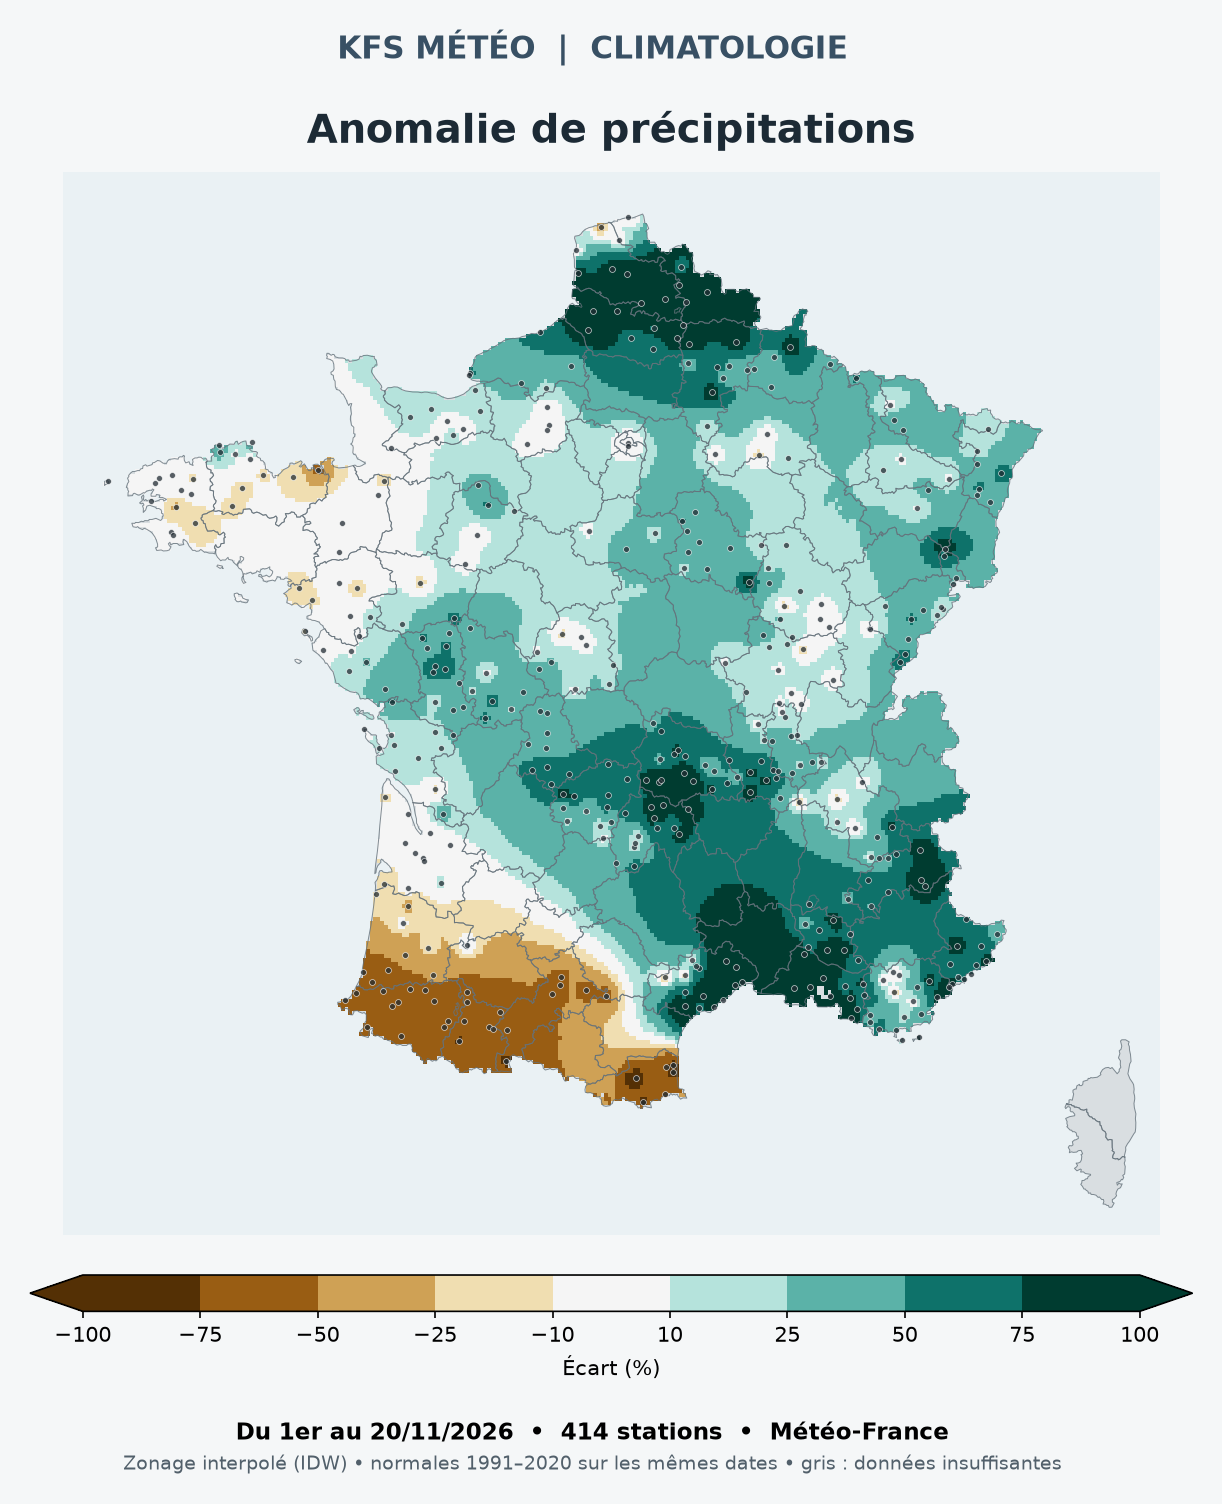 KFS MÉTÉO | CLIMATOLOGIE
Anomalie de précipitations
−100 −75 −50 −25 −10 10 25 50 75 100
Écart (%)
Du 1er au 20/11/2026 • 414 stations • Météo-France
Zonage interpolé (IDW) • normales 1991–2020 sur les mêmes dates • gris : données insuffisantes